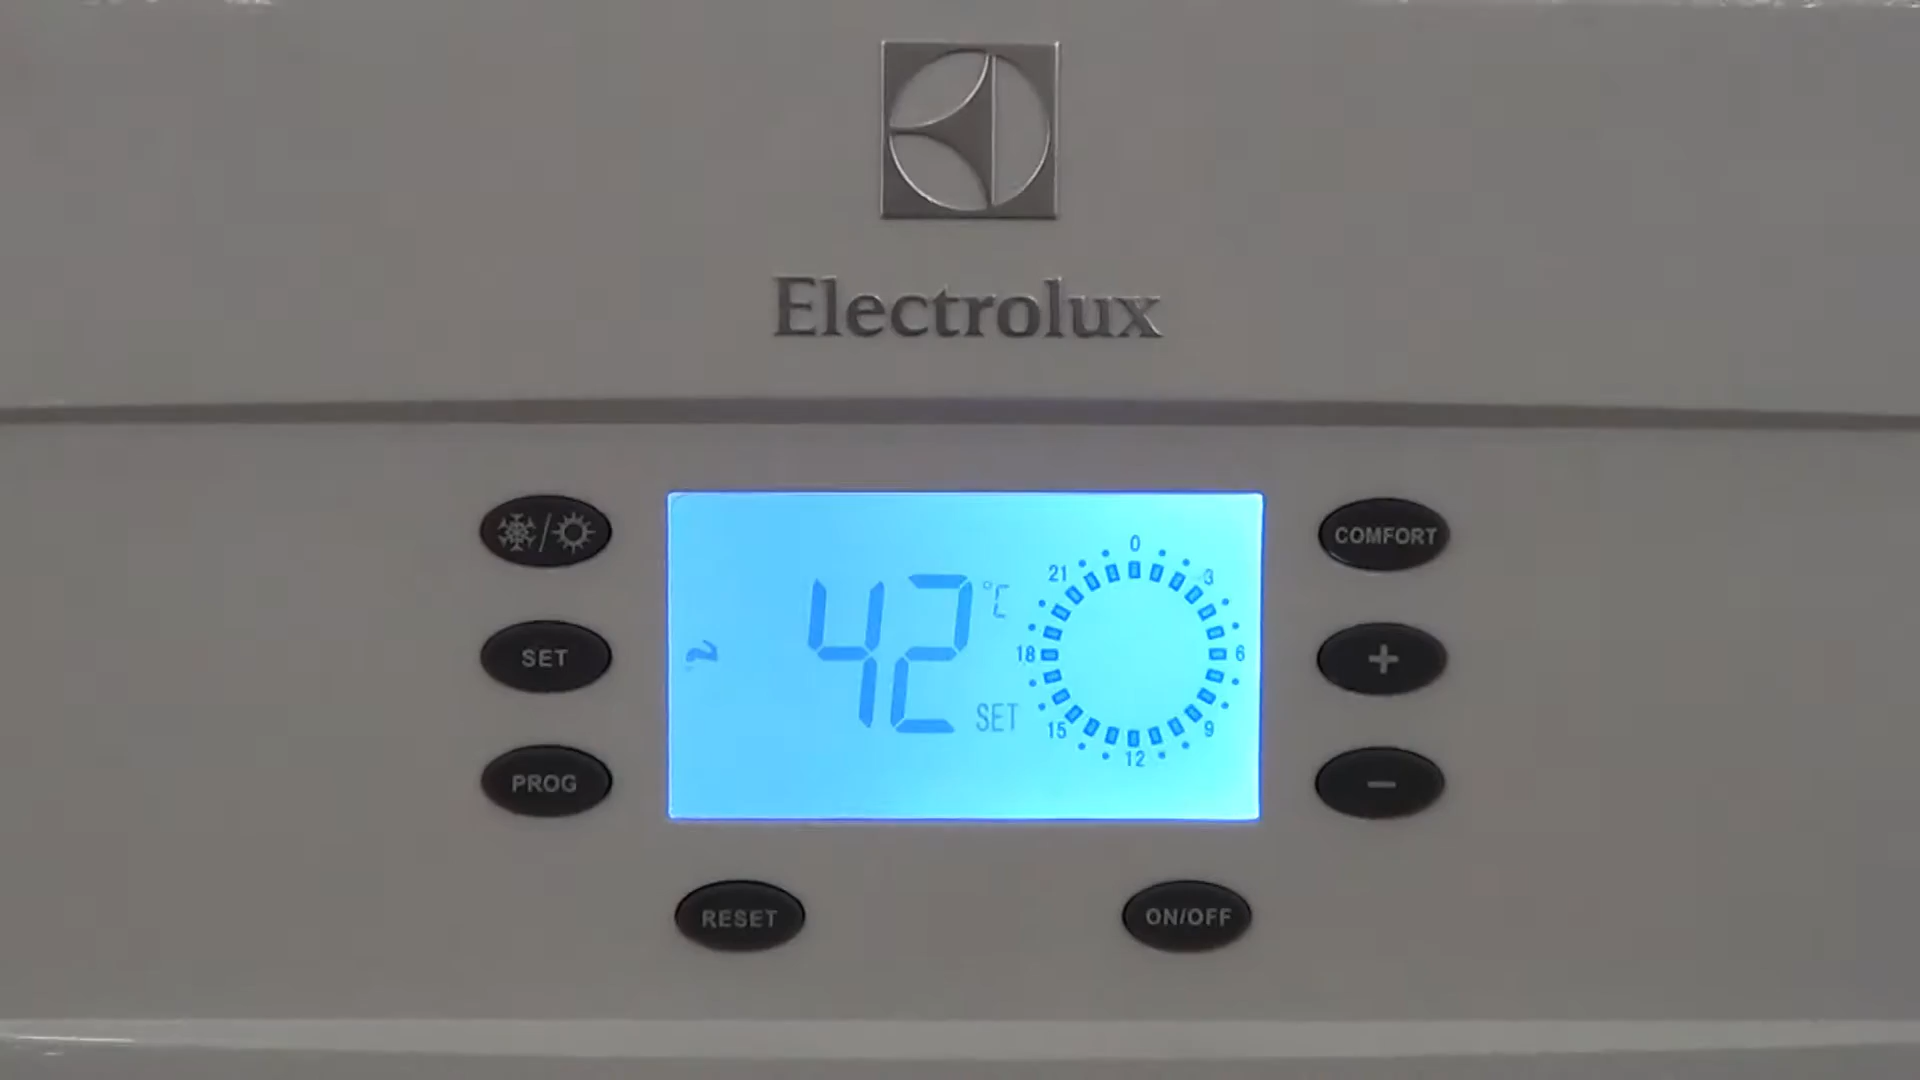 Electrolux
COMFORT
SET
PROG
RESET
ON/OFF
+
−
42 °C
SET
0
3
6
9
12
15
18
21